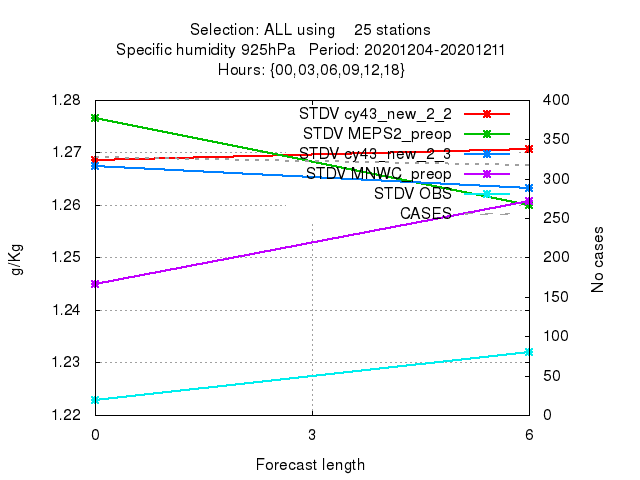 Selection: ALL using    25 stations
Specific humidity 925hPa   Period: 20201204-20201211
Hours: {00,03,06,09,12,18}
STDV cy43_new_2_2
STDV MEPS2_preop
STDV cy43_new_2_3
STDV MNWC_preop
STDV OBS
CASES
1.28
1.27
1.26
1.25
1.24
1.23
1.22
g/Kg
400
350
300
250
200
150
100
50
0
No cases
0
3
6
Forecast length